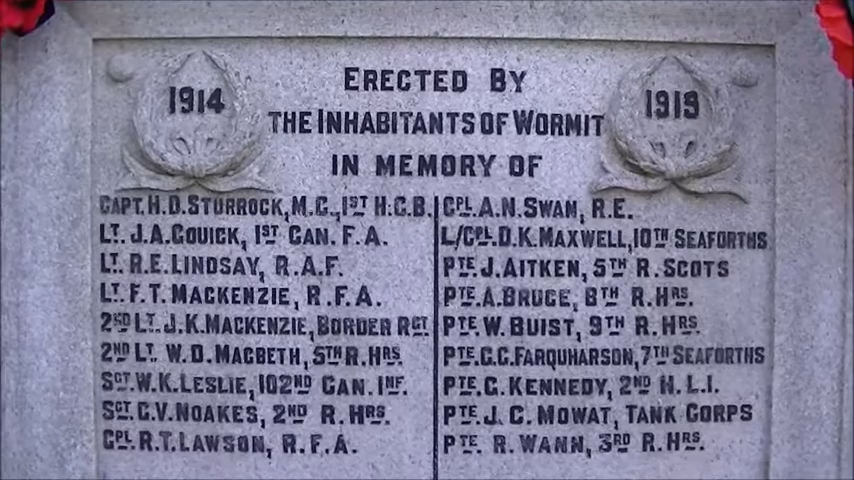 1914
ERECTED BY
1919
THE INHABITANTS OF WORMIT
IN MEMORY OF
CAPT. H.D. STURROCK, M.C., 1ST H.C.B.
LT. J.A. GOUICK, 1ST CAN. F.A.
LT. R.E. LINDSAY, R.A.F.
LT. F.T. MACKENZIE, R.F.A.
2ND LT. J.K. MACKENZIE, BORDER RGT
2ND LT. W.D. MACBETH, 5TH R.HRS.
SGT. W.K. LESLIE, 102ND CAN. INF.
SGT. C.V. NOAKES, 2ND R.HRS.
CPL R.T. LAWSON, R.F.A.
CPL. A.N. SWAN, R.E.
L/CPL. D.K. MAXWELL, 10TH SEAFORTHS
PTE. J. AITKEN, 5TH R.SCOTS
PTE. A. BRUCE, 8TH R.HRS.
PTE. W. BUIST, 9TH R.HRS.
PTE. C.C. FARQUHARSON, 7TH SEAFORTHS
PTE. G. KENNEDY, 2ND H.L.I.
PTE. J.C. MOWAT, TANK CORPS
PTE. R. WANN, 3RD R.HRS.